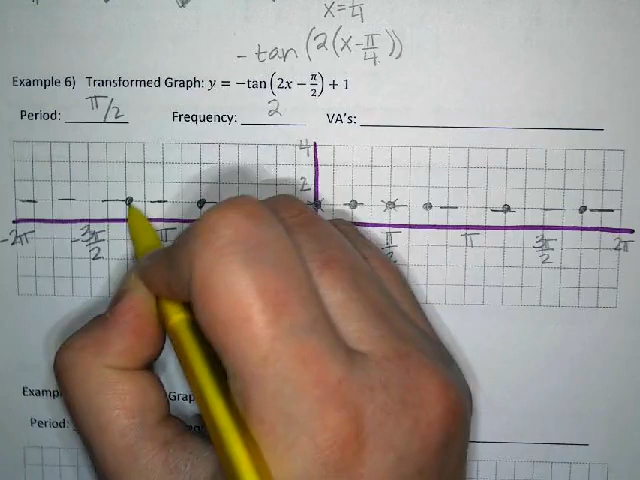 x=π/4
-tan(2(x-π/4))
Example 6) Transformed Graph: y = −tan(2x − π/2) + 1
Period: π/2 Frequency: 2 VA's:
4
2
-2π -3π/2 π π/2 π 3π/2 2π
Examp Grap
Period: